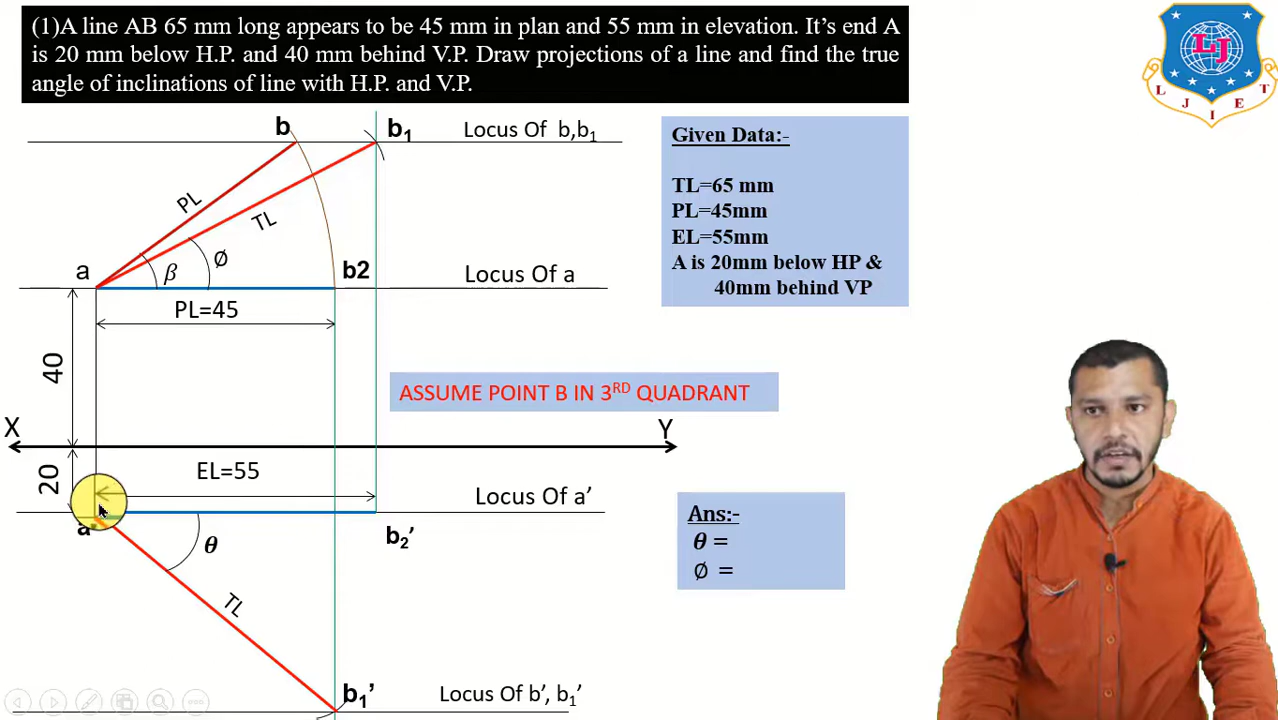 (1)A line AB 65 mm long appears to be 45 mm in plan and 55 mm in elevation. It's end A
is 20 mm below H.P. and 40 mm behind V.P. Draw projections of a line and find the true
angle of inclinations of line with H.P. and V.P.
LJ
L J I E T
b
b1
Locus Of b,b1
Given Data:-
TL=65 mm
PL=45mm
EL=55mm
A is 20mm below HP &
40mm behind VP
PL
TL
β
Ø
a
b2
Locus Of a
PL=45
40
ASSUME POINT B IN 3RD QUADRANT
X
Y
20
EL=55
Locus Of a’
a’
b2’
θ
TL
Ans:-
θ =
∅ =
b1’
Locus Of b’, b1’